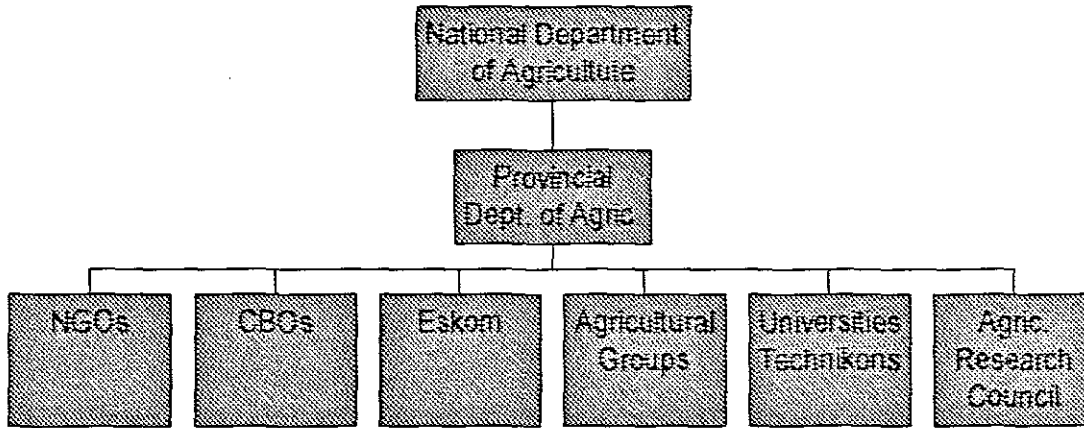 National Department
of Agriculture
Provincial
Dept. of Agric.
NGOs
CBOs
Eskom
Agricultural
Groups
Universities
Technikons
Agric.
Research
Council